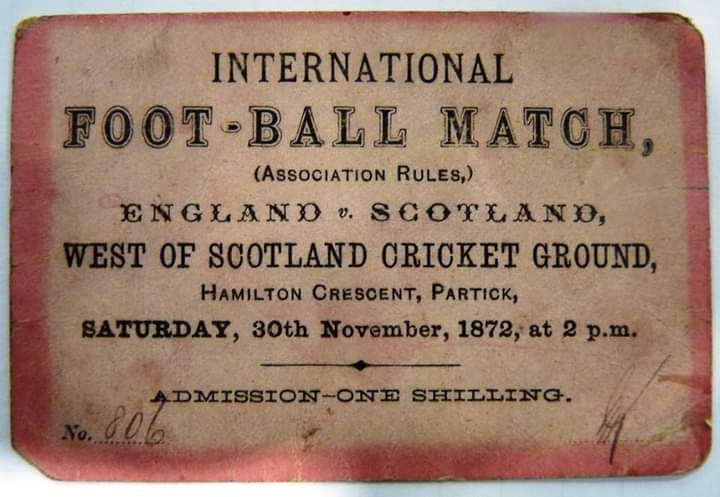 INTERNATIONAL
FOOT-BALL MATCH,
(ASSOCIATION RULES,)
ENGLAND v. SCOTLAND,
WEST OF SCOTLAND CRICKET GROUND,
HAMILTON CRESCENT, PARTICK,
SATURDAY, 30th November, 1872, at 2 p.m.
ADMISSION—ONE SHILLING.
No. 806